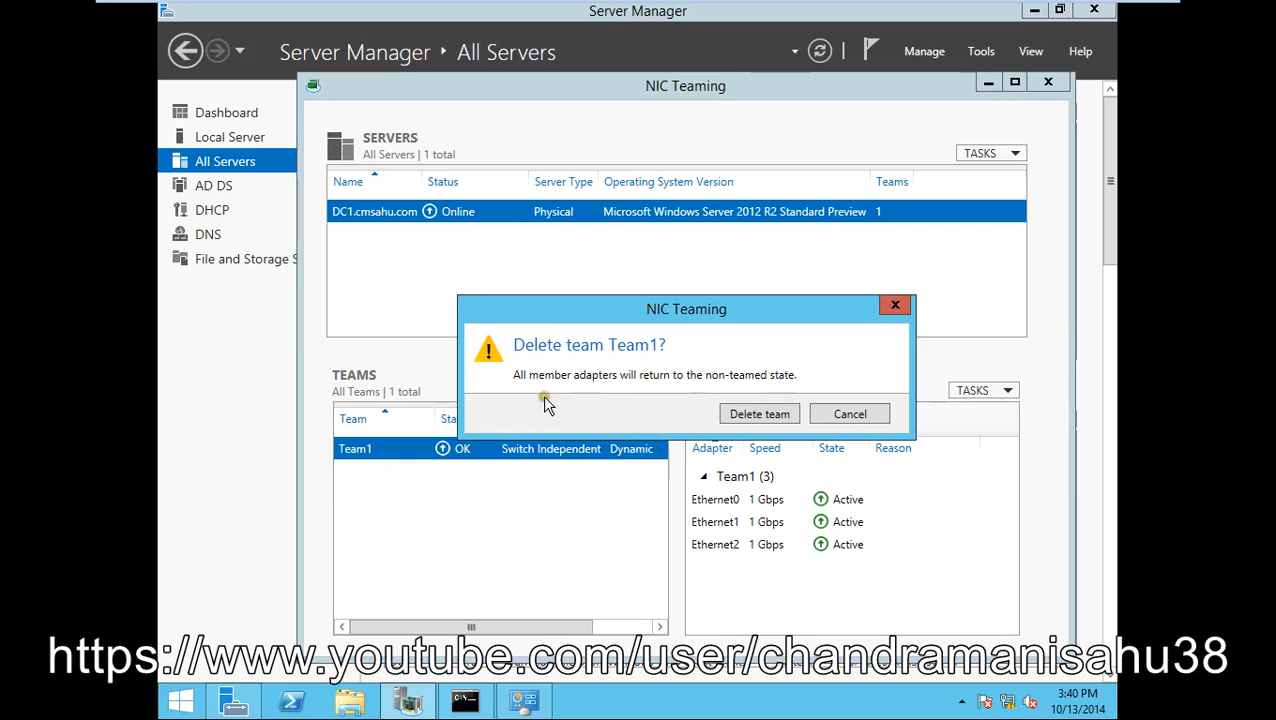 Server Manager
Server Manager ‣ All Servers
Manage
Tools
View
Help
NIC Teaming
Dashboard
Local Server
All Servers
AD DS
DHCP
DNS
File and Storage S
SERVERS
All Servers | 1 total
TASKS
Name Status Server Type Operating System Version Teams
DC1.cmsahu.com Online Physical Microsoft Windows Server 2012 R2 Standard Preview 1
NIC Teaming
Delete team Team1?
All member adapters will return to the non-teamed state.
Delete team
Cancel
TEAMS
All Teams | 1 total
TASKS
Team Sta
Team1 OK Switch Independent Dynamic
Adapter Speed State Reason
Team1 (3)
Ethernet0 1 Gbps Active
Ethernet1 1 Gbps Active
Ethernet2 1 Gbps Active
https://www.youtube.com/user/chandramanisahu38
3:40 PM
10/13/2014